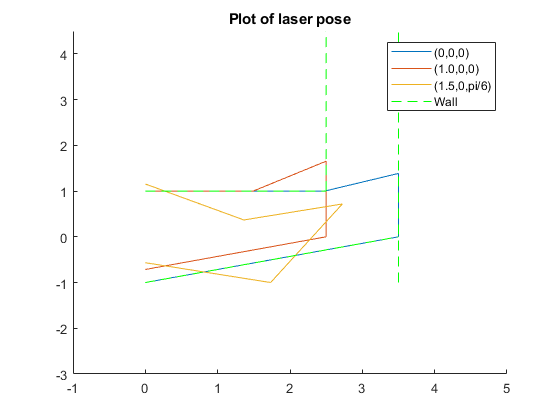 Plot of laser pose
4
3
2
1
0
-1
-2
-3
(0,0,0)
(1.0,0,0)
(1.5,0,pi/6)
Wall
-1 0 1 2 3 4 5